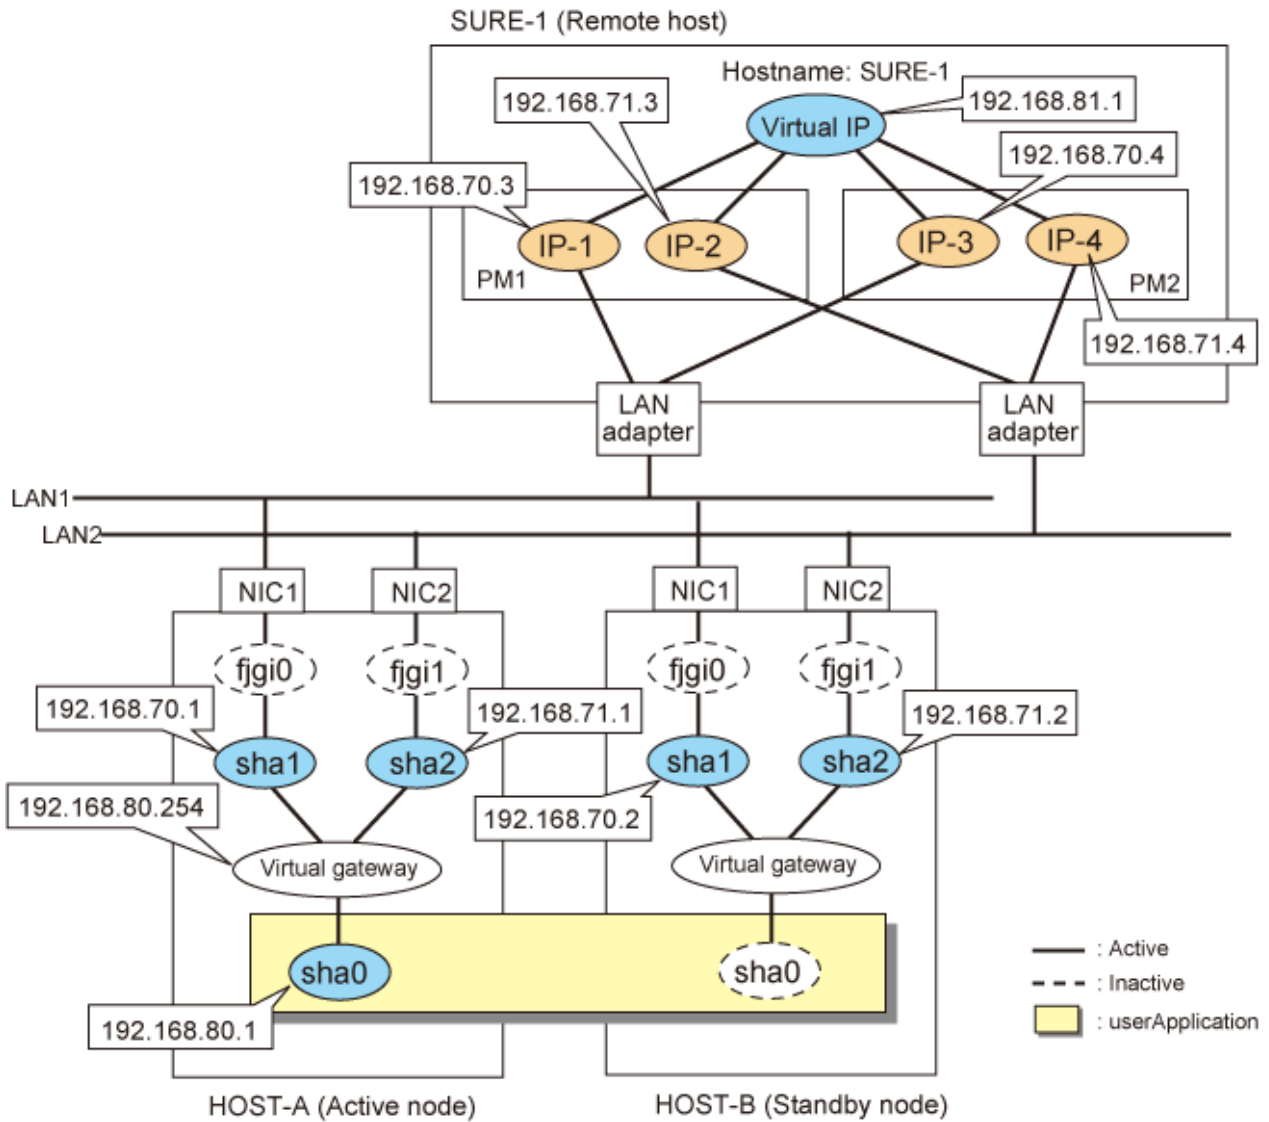 SURE-1 (Remote host)
Hostname: SURE-1
192.168.71.3
192.168.81.1
Virtual IP
192.168.70.4
192.168.70.3
IP-1
IP-2
IP-3
IP-4
PM1
PM2
192.168.71.4
LAN
adapter
LAN
adapter
LAN1
LAN2
NIC1
NIC2
NIC1
NIC2
fjgi0
fjgi1
fjgi0
fjgi1
192.168.70.1
192.168.71.1
192.168.71.2
sha1
sha2
sha1
sha2
192.168.80.254
192.168.70.2
Virtual gateway
Virtual gateway
sha0
sha0
192.168.80.1
: Active
: Inactive
: userApplication
HOST-A (Active node)
HOST-B (Standby node)